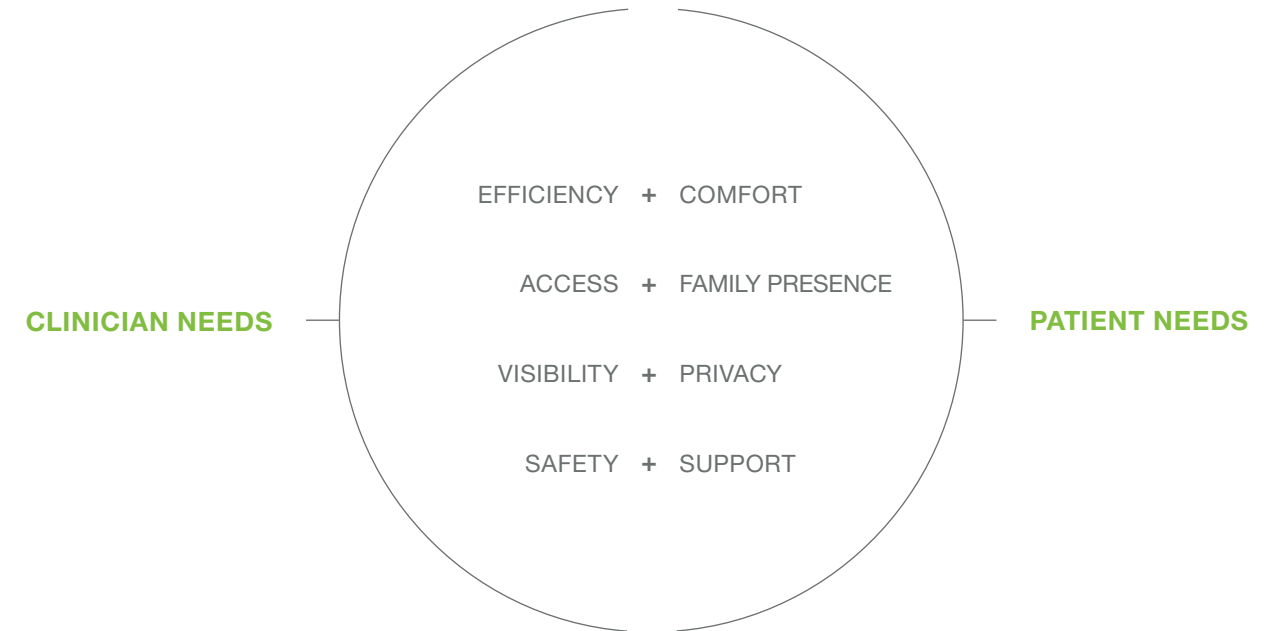 EFFICIENCY + COMFORT
ACCESS + FAMILY PRESENCE
CLINICIAN NEEDS
PATIENT NEEDS
VISIBILITY + PRIVACY
SAFETY + SUPPORT